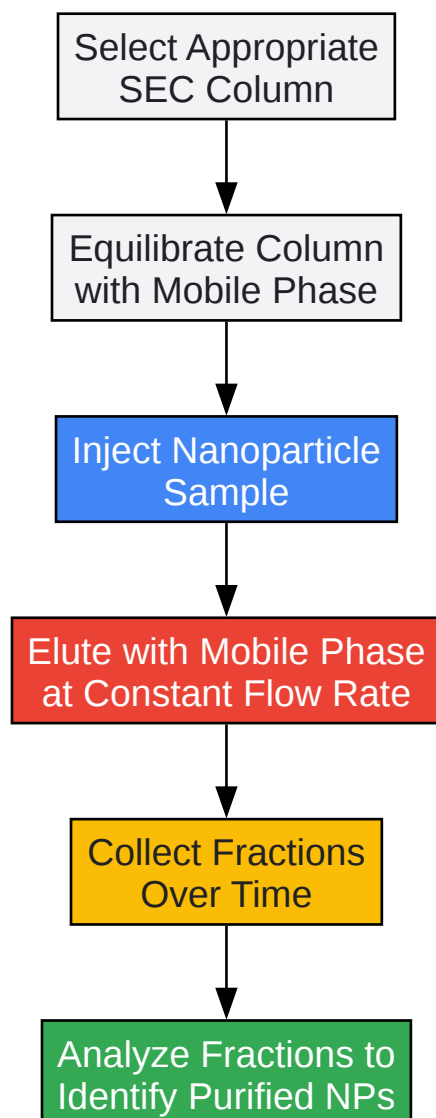 Select Appropriate
SEC Column
Equilibrate Column
with Mobile Phase
Inject Nanoparticle
Sample
Elute with Mobile Phase
at Constant Flow Rate
Collect Fractions
Over Time
Analyze Fractions to
Identify Purified NPs